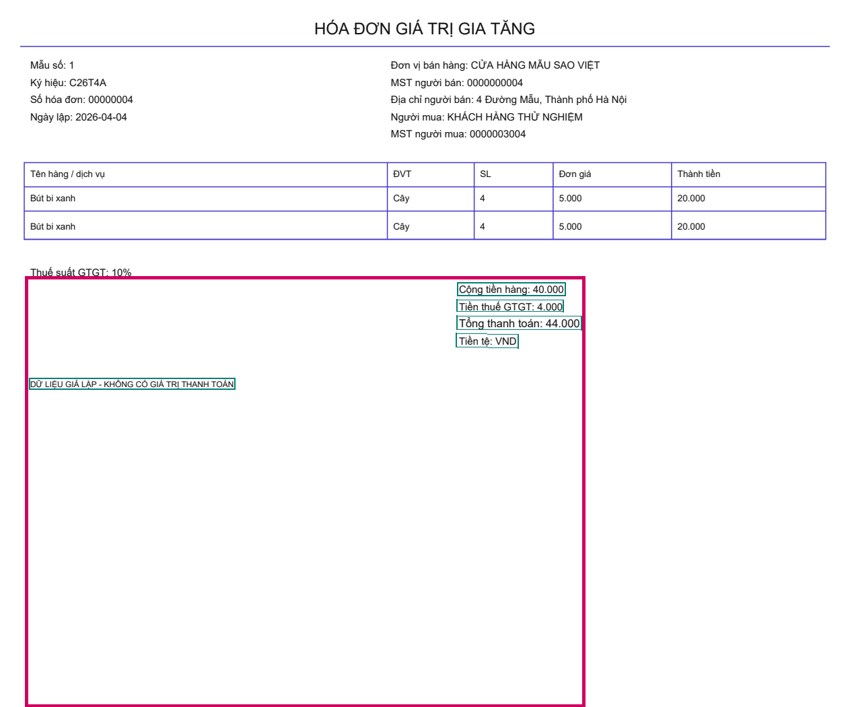 HÓA ĐƠN GIÁ TRỊ GIA TĂNG
Mẫu số: 1
Ký hiệu: C26T4A
Số hóa đơn: 00000004
Ngày lập: 2026-04-04
Đơn vị bán hàng: CỬA HÀNG MẪU SAO VIỆT
MST người bán: 0000000004
Địa chỉ người bán: 4 Đường Mẫu, Thành phố Hà Nội
Người mua: KHÁCH HÀNG THỬ NGHIỆM
MST người mua: 0000003004
Tên hàng / dịch vụ ĐVT SL Đơn giá Thành tiền
Bút bi xanh Cây 4 5.000 20.000
Bút bi xanh Cây 4 5.000 20.000
Thuế suất GTGT: 10%
Cộng tiền hàng: 40.000
Tiền thuế GTGT: 4.000
Tổng thanh toán: 44.000
Tiền tệ: VND
DỮ LIỆU GIẢ LẬP - KHÔNG CÓ GIÁ TRỊ THANH TOÁN